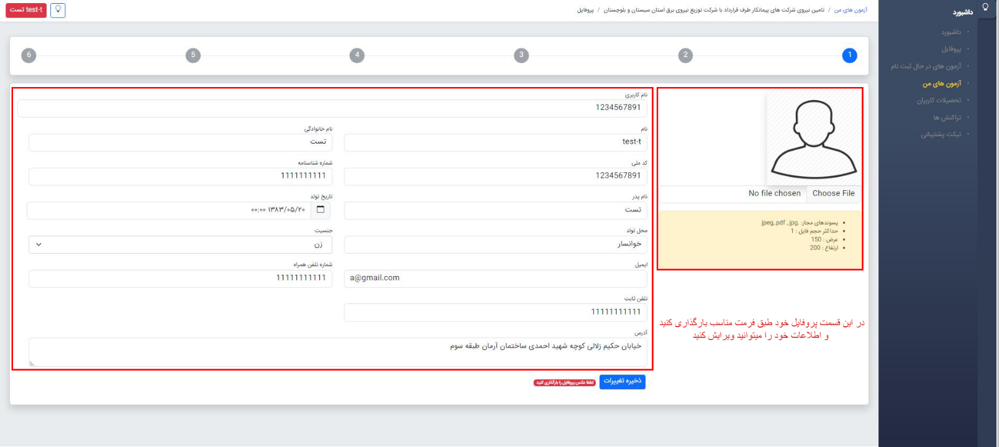 داشبورد
داشبورد
پروفایل
آزمون های در حال ثبت نام
آزمون های من
تحصیلات کاربران
تراکنش ها
تیکت پشتیبانی
آزمون های من / تامین نیروی شرکت های پیمانکار طرف قرارداد با شرکت توزیع نیروی برق استان سیستان و بلوچستان / پروفایل
test-t تست
1 2 3 4 5 6
No file chosen Choose File
پسوندهای مجاز: .jpeg,.pdf ,.jpg
حداکثر حجم فایل : 1
عرض : 150
ارتفاع : 200
در این قسمت پروفایل خود طبق فرمت مناسب بارگذاری کنید
و اطلاعات خود را میتوانید ویرایش کنید
نام کاربری
1234567891
نام
test-t
نام خانوادگی
تست
کد ملی
1234567891
شماره شناسنامه
1111111111
نام پدر
تست
تاریخ تولد
۱۳۸۳/۰۵/۲۰ ۰۰:۰۰
محل تولد
خوانسار
جنسیت
زن
ایمیل
a@gmail.com
شماره تلفن همراه
11111111111
تلفن ثابت
11111111111
آدرس
خیابان حکیم زلالی کوچه شهید احمدی ساختمان آرمان طبقه سوم
ذخیره تغییرات
لطفا عکس پروفایل را بارگذاری کنید